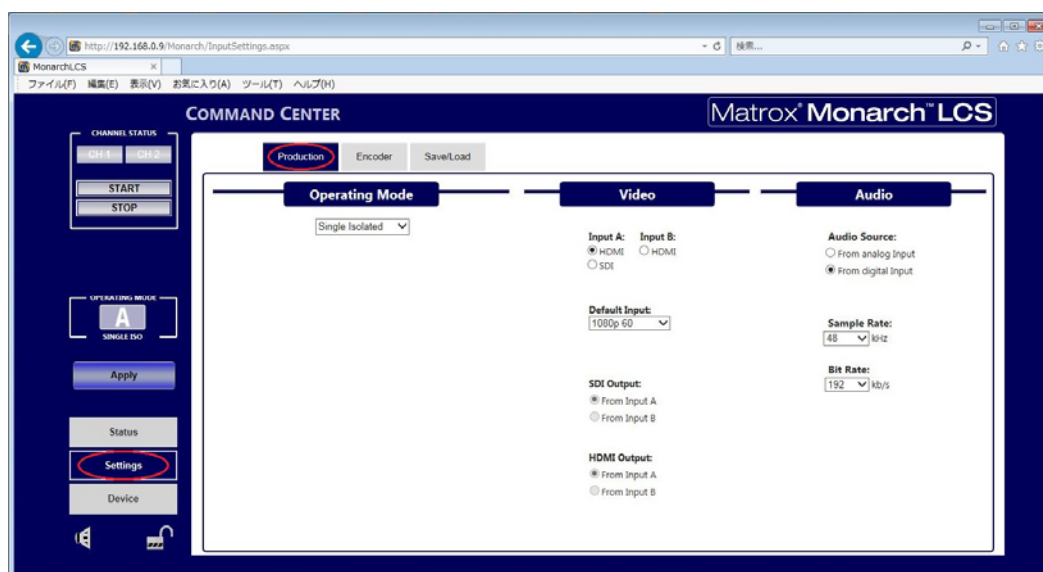 http://192.168.0.9/Monarch/InputSettings.aspx
検索...
MonarchLCS
ファイル(F) 編集(E) 表示(V) お気に入り(A) ツール(T) ヘルプ(H)
COMMAND CENTER
Matrox® Monarch™ LCS
CHANNEL STATUS
CH 1 CH 2
START
STOP
OPERATING MODE
A
SINGLE ISO
Apply
Status
Settings
Device
Production Encoder Save/Load
Operating Mode
Single Isolated
Video
Input A: Input B:
HDMI HDMI
SDI
Default Input:
1080p 60
SDI Output:
From Input A
From Input B
HDMI Output:
From Input A
From Input B
Audio
Audio Source:
From analog Input
From digital Input
Sample Rate:
48 kHz
Bit Rate:
192 kb/s